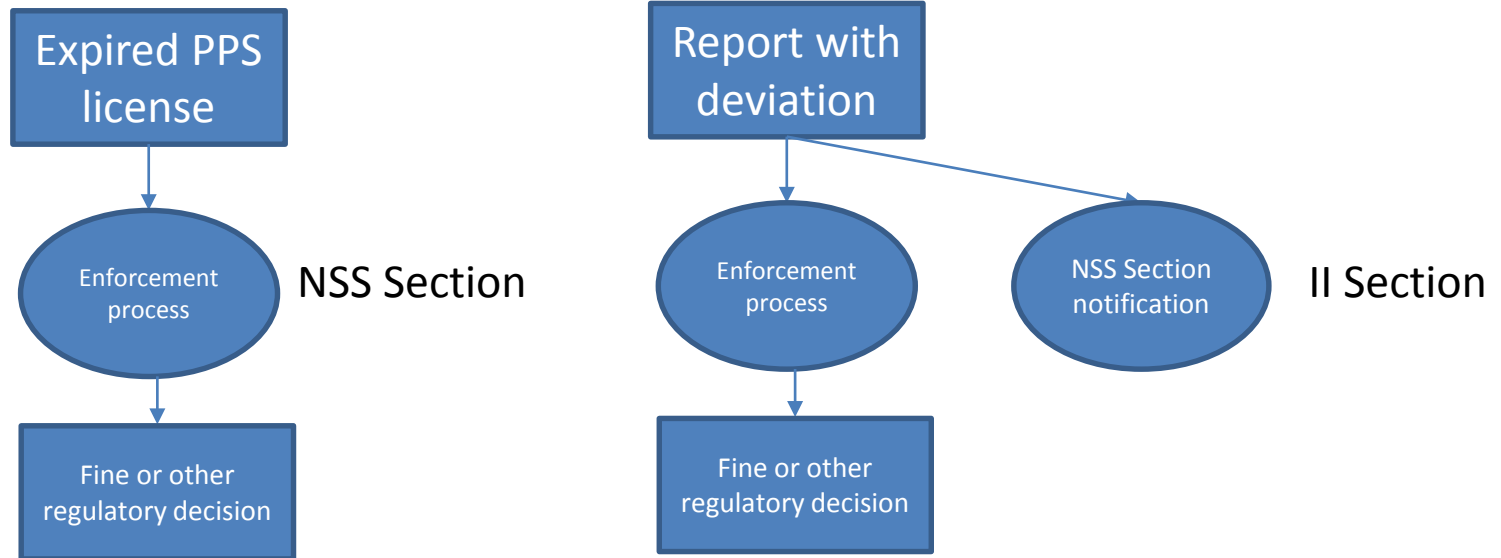 Expired PPS
license
Enforcement
process
NSS Section
Fine or other
regulatory decision
Report with
deviation
Enforcement
process
NSS Section
notification
II Section
Fine or other
regulatory decision